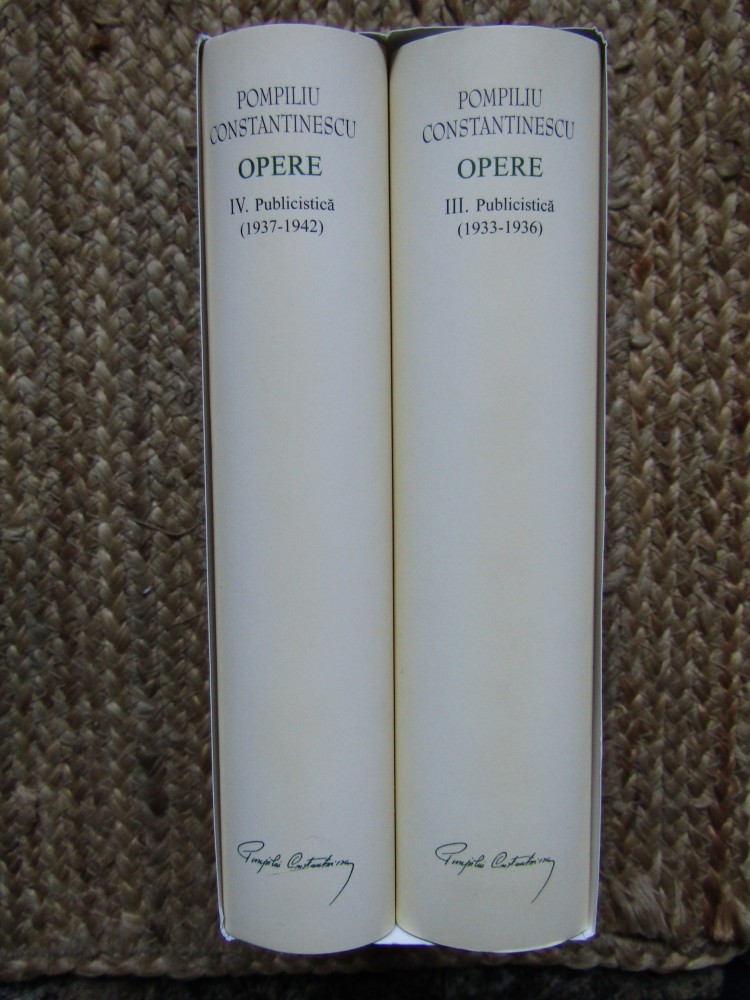 POMPILIU
CONSTANTINESCU
OPERE
IV. Publicistică
(1937-1942)
Pompiliu Constantinescu
POMPILIU
CONSTANTINESCU
OPERE
III. Publicistică
(1933-1936)
Pompiliu Constantinescu